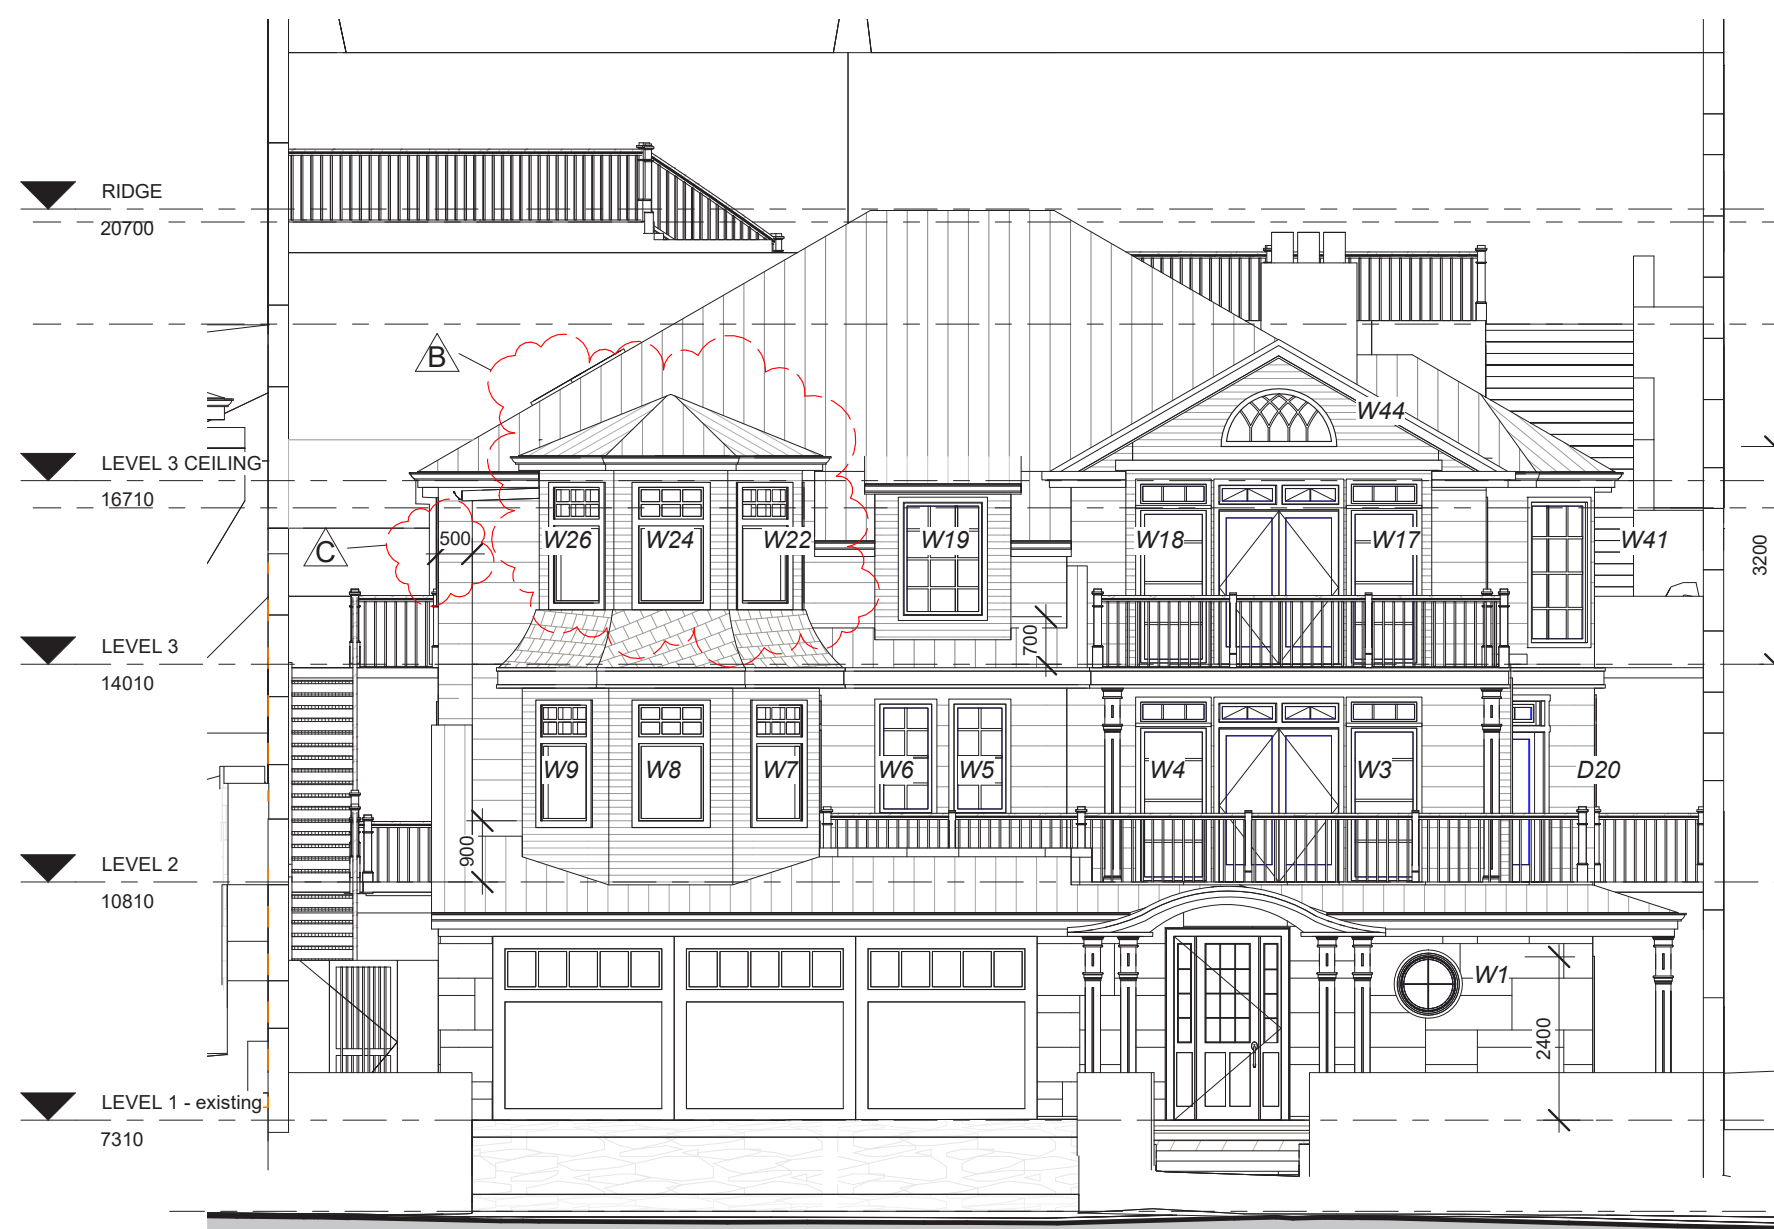 RIDGE
20700
B
W44
LEVEL 3 CEILING
16710
C
500
W26
W24
W22
W19
W18
W17
W41
3200
LEVEL 3
14010
700
W9
W8
W7
W6
W5
W4
W3
D20
LEVEL 2
10810
900
W1
2400
LEVEL 1 - existing
7310